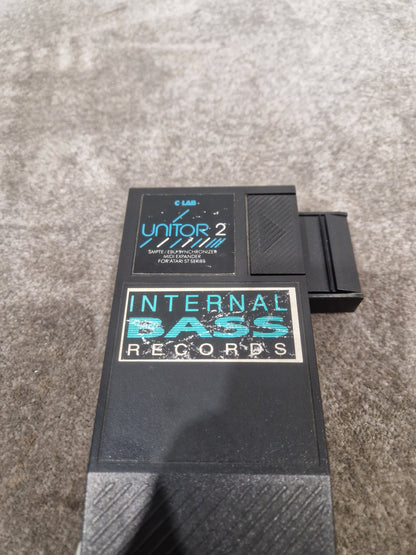 C-LAB
UNITOR 2
SMPTE/EBU SYNCHRONIZER
MIDI EXPANDER
FOR ATARI ST SERIES
INTERNAL
BASS
RECORDS